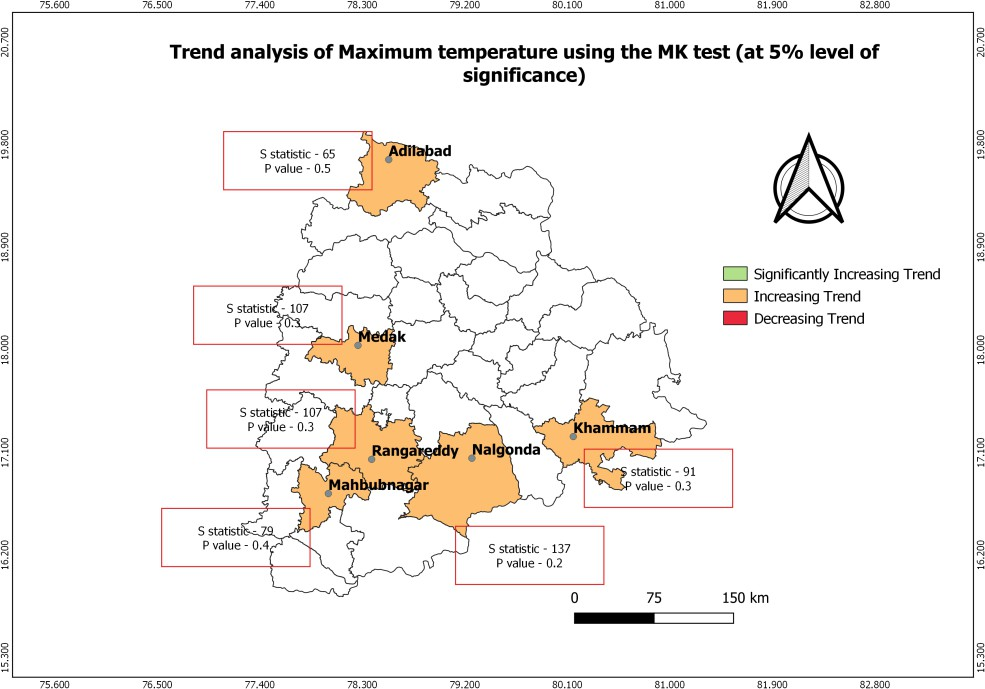 75.600 76.500 77.400 78.300 79.200 80.100 81.000 81.900 82.800
Trend analysis of Maximum temperature using the MK test (at 5% level of
significance)
20.700
19.800
18.900
18.000
17.100
16.200
15.300
S statistic - 65
P value - 0.5
Adilabad
Significantly Increasing Trend
Increasing Trend
Decreasing Trend
S statistic - 107
P value - 0.3
Medak
S statistic - 107
P value - 0.3
Rangareddy
Nalgonda
Khammam
S statistic - 91
P value - 0.3
Mahbubnagar
S statistic - 79
P value - 0.4
S statistic - 137
P value - 0.2
0 75 150 km
20.700
19.800
18.900
18.000
17.100
16.200
15.300
75.600 76.500 77.400 78.300 79.200 80.100 81.000 81.900 82.800